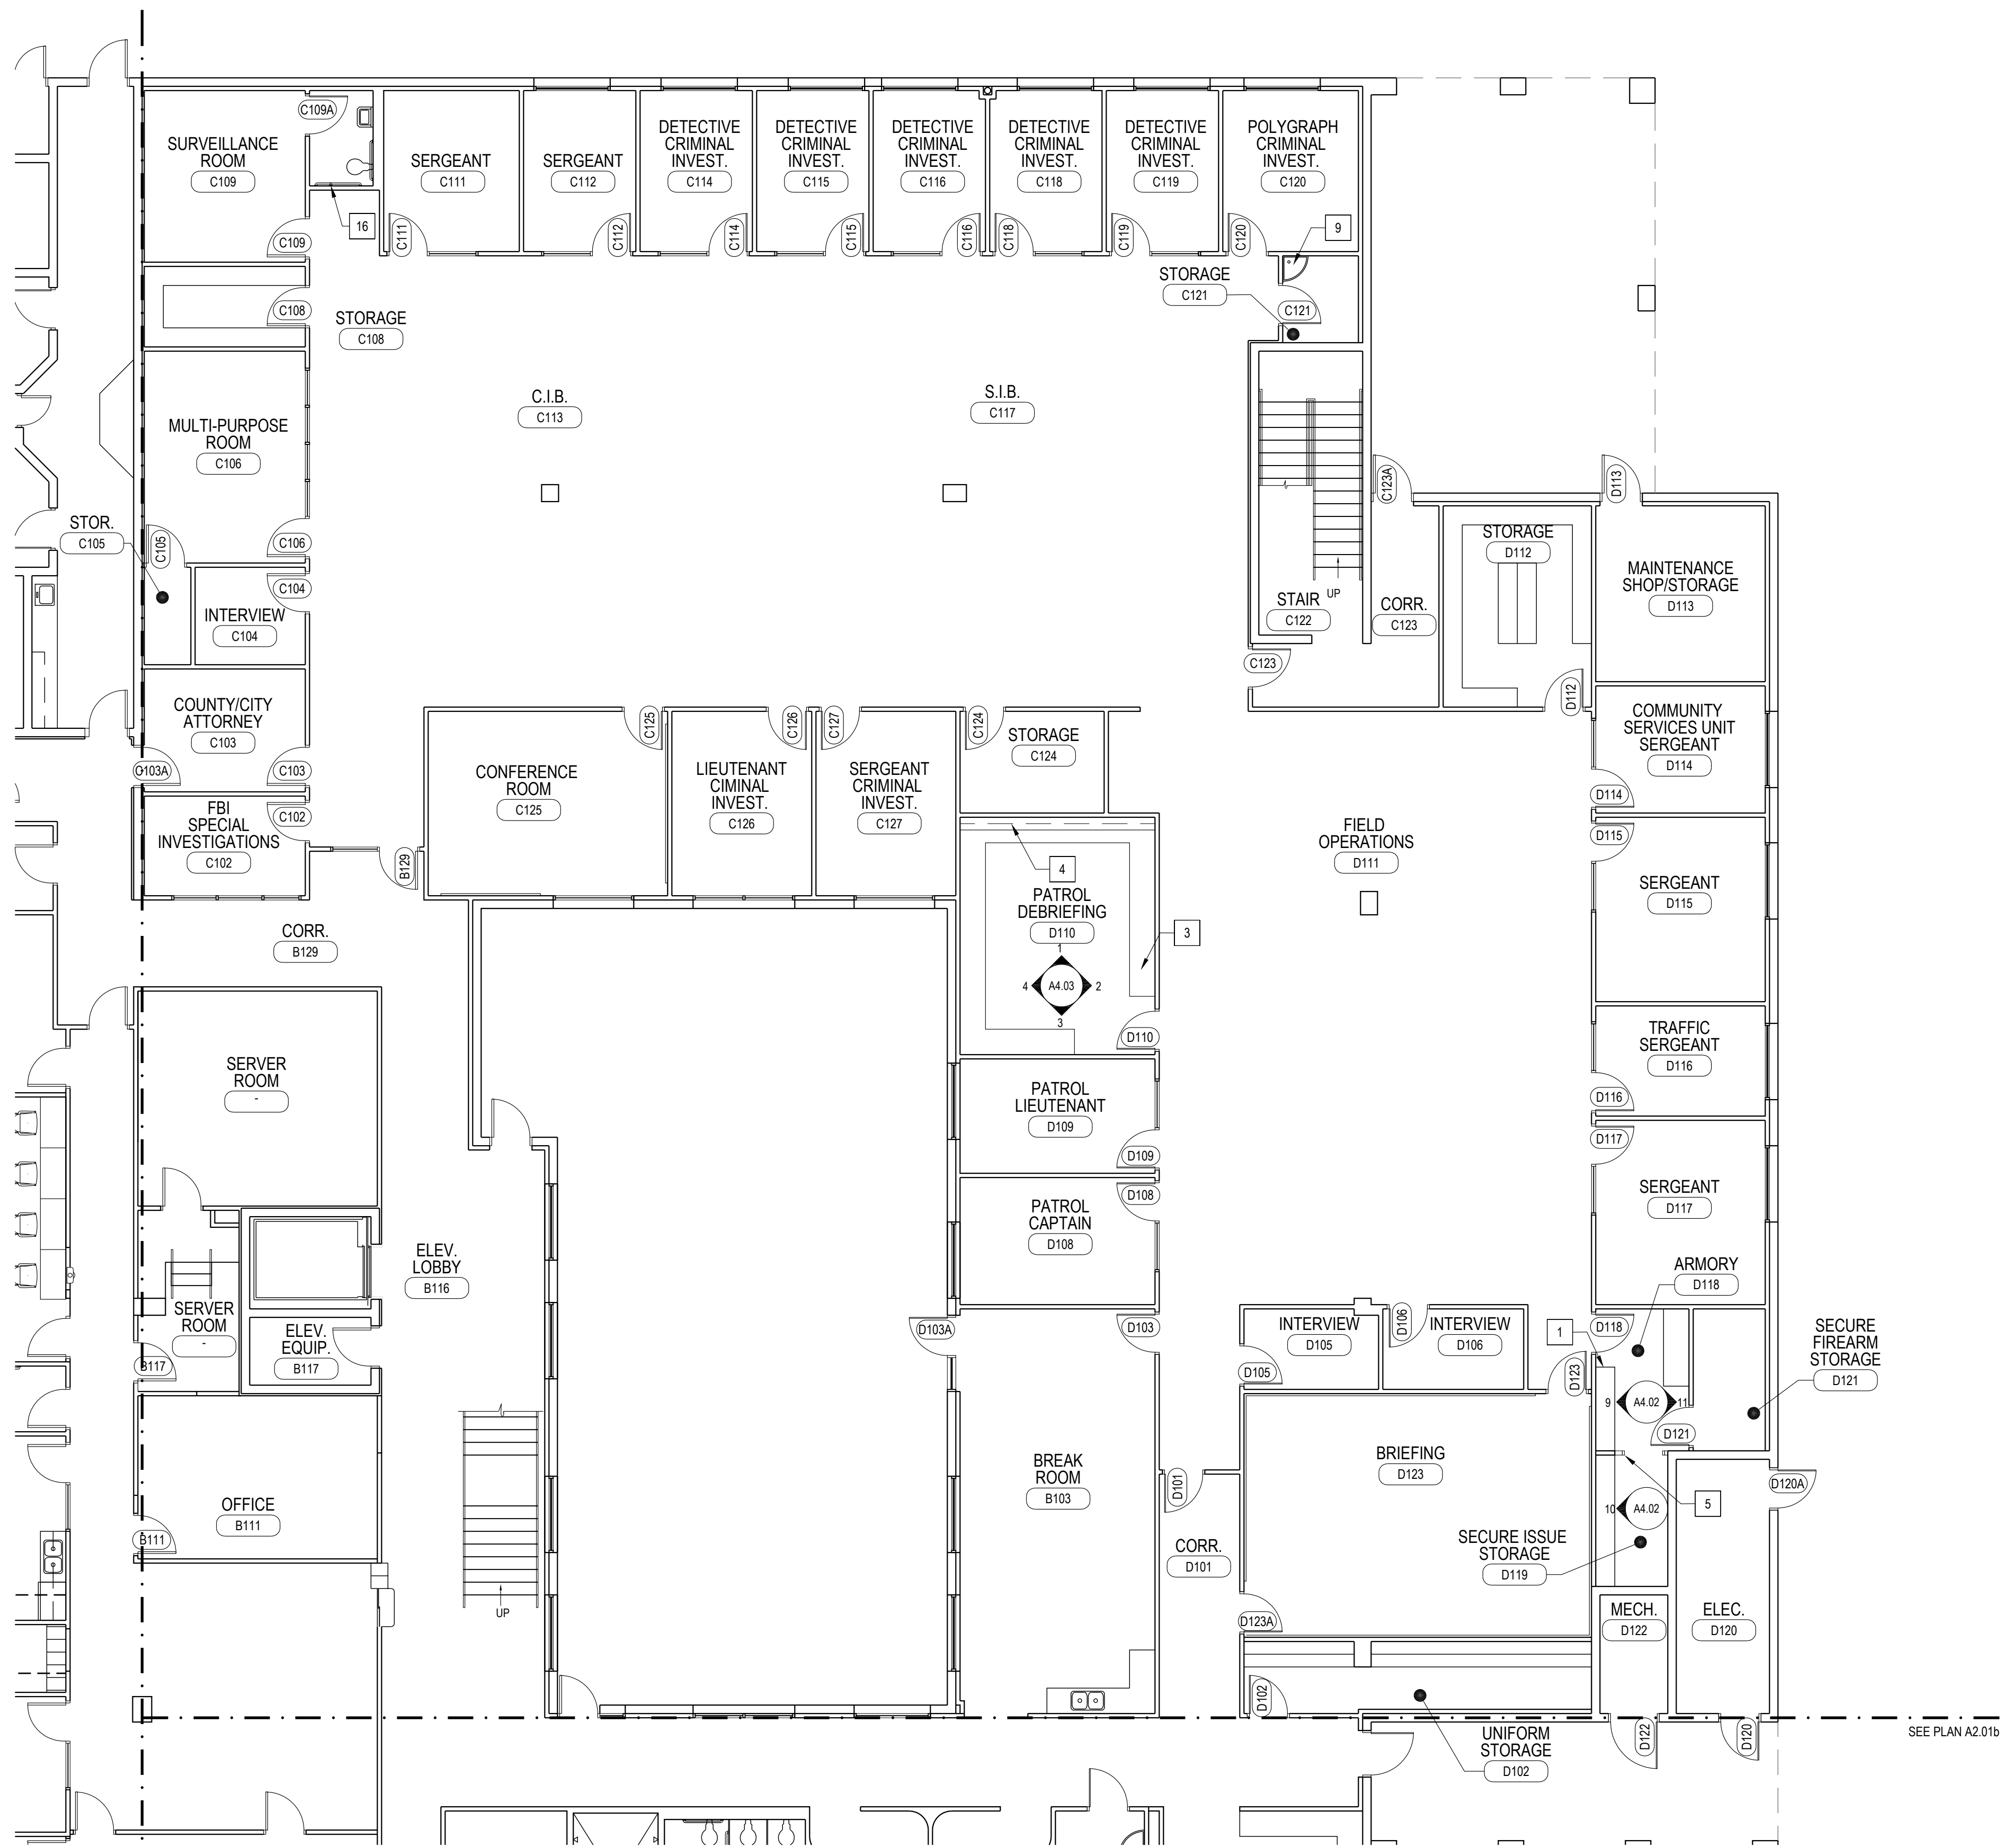 C109A
SURVEILLANCE
ROOM
C109
SERGEANT
C111
SERGEANT
C112
DETECTIVE
CRIMINAL
INVEST.
C114
DETECTIVE
CRIMINAL
INVEST.
C115
DETECTIVE
CRIMINAL
INVEST.
C116
DETECTIVE
CRIMINAL
INVEST.
C118
DETECTIVE
CRIMINAL
INVEST.
C119
POLYGRAPH
CRIMINAL
INVEST.
C120
16
C109
C111
C112
C114
C115
C116
C118
C119
C120
9
STORAGE
C121
C121
C108
STORAGE
C108
C.I.B.
C113
S.I.B.
C117
MULTI-PURPOSE
ROOM
C106
STOR.
C105
C105
C106
C104
INTERVIEW
C104
C123A
D113
STORAGE
D112
MAINTENANCE
SHOP/STORAGE
D113
UP
STAIR
C122
CORR.
C123
C123
D112
COUNTY/CITY
ATTORNEY
C103
C103A
C103
C125
C126
C127
C124
STORAGE
C124
COMMUNITY
SERVICES UNIT
SERGEANT
D114
D114
CONFERENCE
ROOM
C125
LIEUTENANT
CIMINAL
INVEST.
C126
SERGEANT
CRIMINAL
INVEST.
C127
FBI
SPECIAL
INVESTIGATIONS
C102
C102
B129
FIELD
OPERATIONS
D111
D115
4
SERGEANT
D115
PATROL
DEBRIEFING
D110
3
1
4
A4.03
2
3
CORR.
B129
D110
TRAFFIC
SERGEANT
D116
D116
SERVER
ROOM
-
PATROL
LIEUTENANT
D109
D109
D117
D108
PATROL
CAPTAIN
D108
SERGEANT
D117
ELEV.
LOBBY
B116
ARMORY
D118
SERVER
ROOM
-
ELEV.
EQUIP.
B117
B117
D103A
D103
INTERVIEW
D105
D106
INTERVIEW
D106
1
D118
SECURE
FIREARM
STORAGE
D121
D105
D123
9
A4.02
11
D121
BRIEFING
D123
BREAK
ROOM
B103
D101
D120A
5
10
A4.02
OFFICE
B111
B111
SECURE ISSUE
STORAGE
D119
CORR.
D101
UP
D123A
MECH.
D122
ELEC.
D120
D102
UNIFORM
STORAGE
D102
D122
D120
SEE PLAN A2.01b